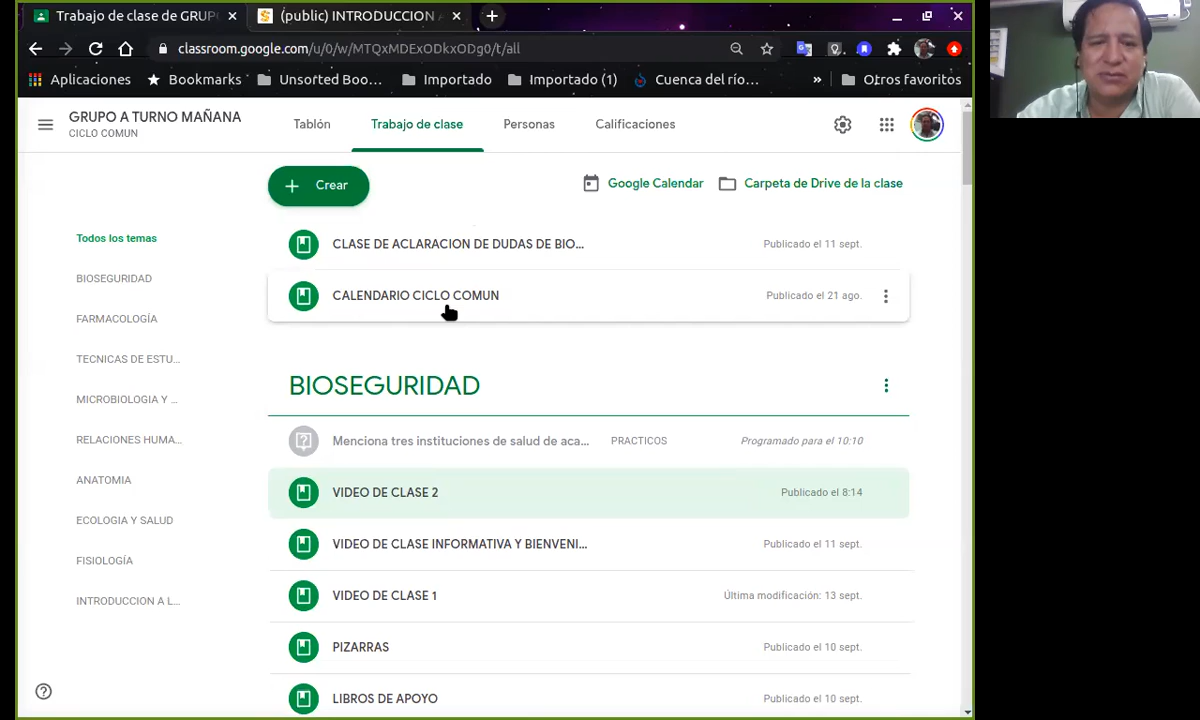 Trabajo de clase de GRUP
(public) INTRODUCCION A
classroom.google.com/u/0/w/MTQxMDExODkxODg0/t/all
Aplicaciones
Bookmarks
Unsorted Boo...
Importado
Importado (1)
Cuenca del río...
»
Otros favoritos
GRUPO A TURNO MAÑANA
CICLO COMUN
Tablón
Trabajo de clase
Personas
Calificaciones
+ Crear
Google Calendar
Carpeta de Drive de la clase
Todos los temas
BIOSEGURIDAD
FARMACOLOGÍA
TECNICAS DE ESTU...
MICROBIOLOGIA Y ...
RELACIONES HUMA...
ANATOMIA
ECOLOGIA Y SALUD
FISIOLOGÍA
INTRODUCCION A L...
CLASE DE ACLARACION DE DUDAS DE BIO... Publicado el 11 sept.
CALENDARIO CICLO COMUN Publicado el 21 ago.
BIOSEGURIDAD
Menciona tres instituciones de salud de aca... PRACTICOS Programado para el 10:10
VIDEO DE CLASE 2 Publicado el 8:14
VIDEO DE CLASE INFORMATIVA Y BIENVENI... Publicado el 11 sept.
VIDEO DE CLASE 1 Última modificación: 13 sept.
PIZARRAS Publicado el 10 sept.
LIBROS DE APOYO Publicado el 10 sept.